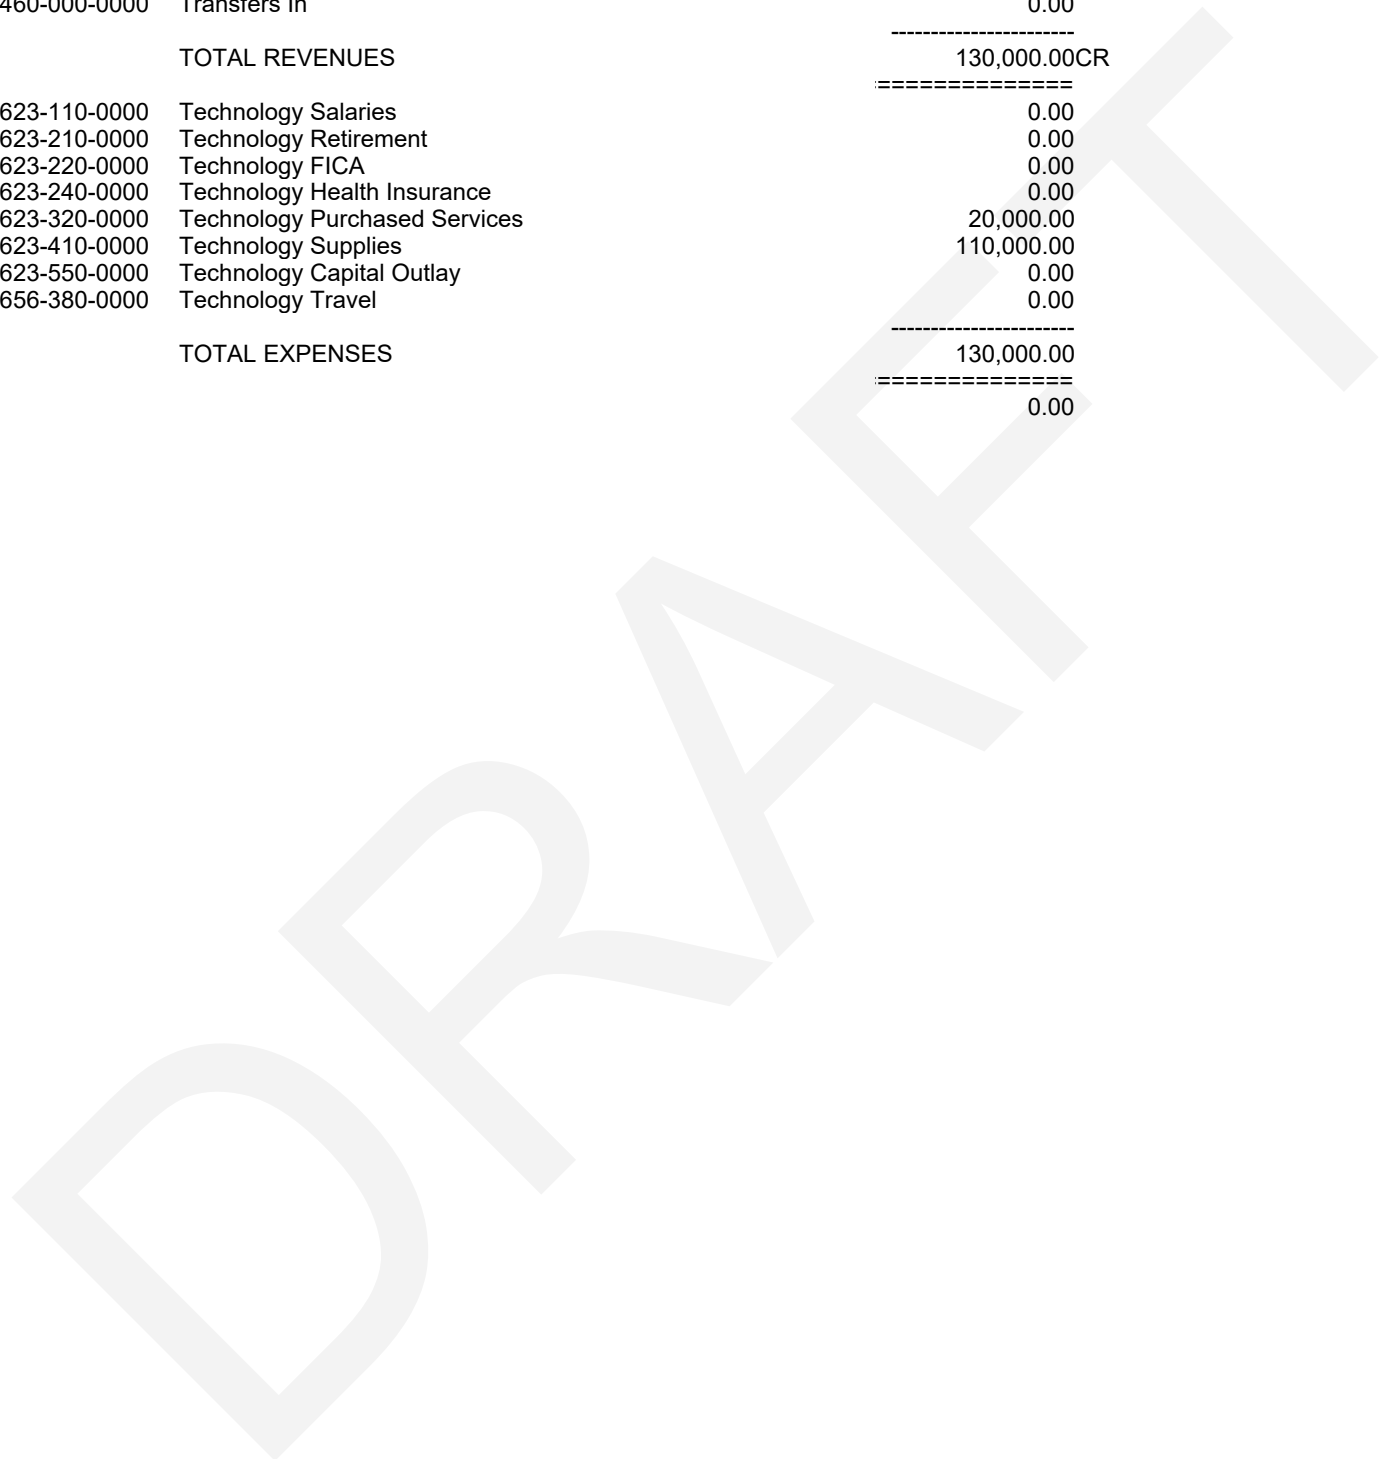 460-000-0000 Transfers In 0.00
-----------------------
TOTAL REVENUES 130,000.00CR
==============
623-110-0000 Technology Salaries 0.00
623-210-0000 Technology Retirement 0.00
623-220-0000 Technology FICA 0.00
623-240-0000 Technology Health Insurance 0.00
623-320-0000 Technology Purchased Services 20,000.00
623-410-0000 Technology Supplies 110,000.00
623-550-0000 Technology Capital Outlay 0.00
656-380-0000 Technology Travel 0.00
-----------------------
TOTAL EXPENSES 130,000.00
==============
0.00
DRAFT